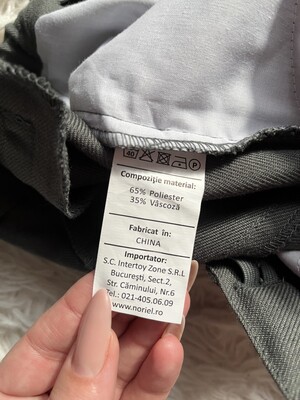 40
P
Compoziție material:
65% Poliester
35% Vâscoză
Fabricat în:
CHINA
Importator:
S.C. Intertoy Zone S.R.L
București, Sect.2,
Str. Căminului, Nr.6
Tel.: 021-405.06.09
www.noriel.ro